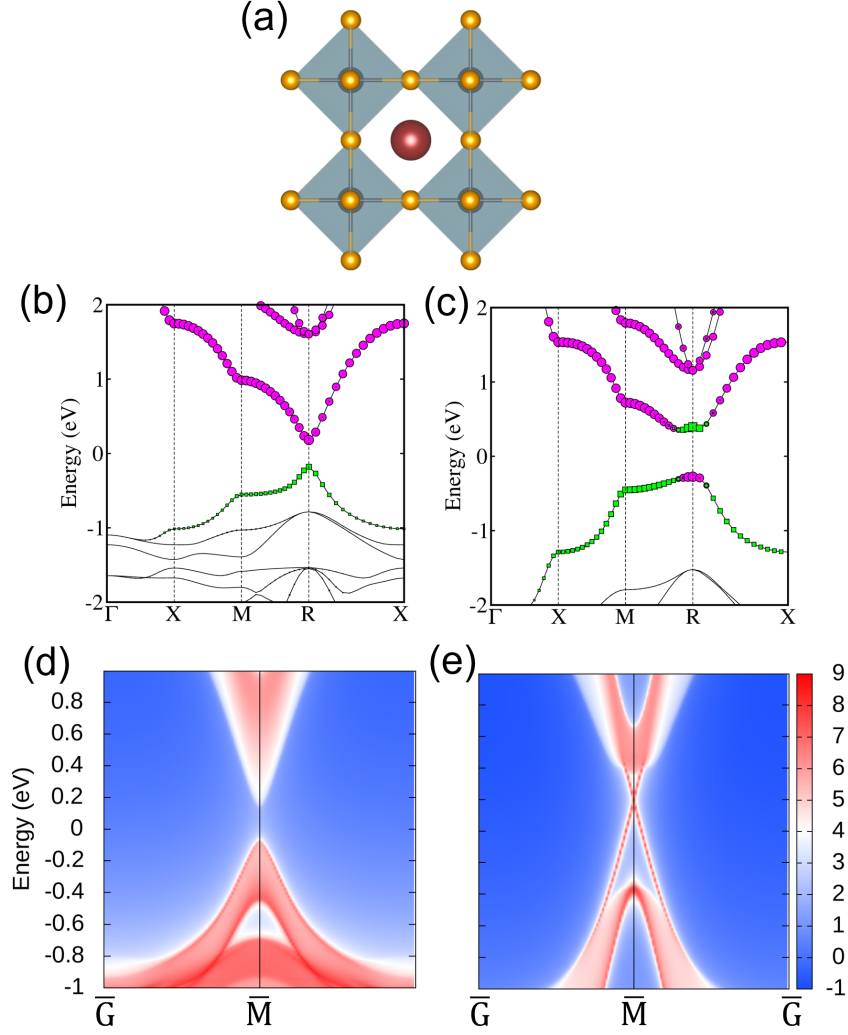 (a)
(b)
2
1
0
-1
-2
Energy (eV)
Γ X M R X
(c)
2
1
0
-1
-2
Energy (eV)
Γ X M R X
(d)
0.8
0.6
0.4
0.2
0
-0.2
-0.4
-0.6
-0.8
-1
Energy (eV)
G̅ M̅
(e)
G̅ M̅ G̅
9
8
7
6
5
4
3
2
1
0
-1